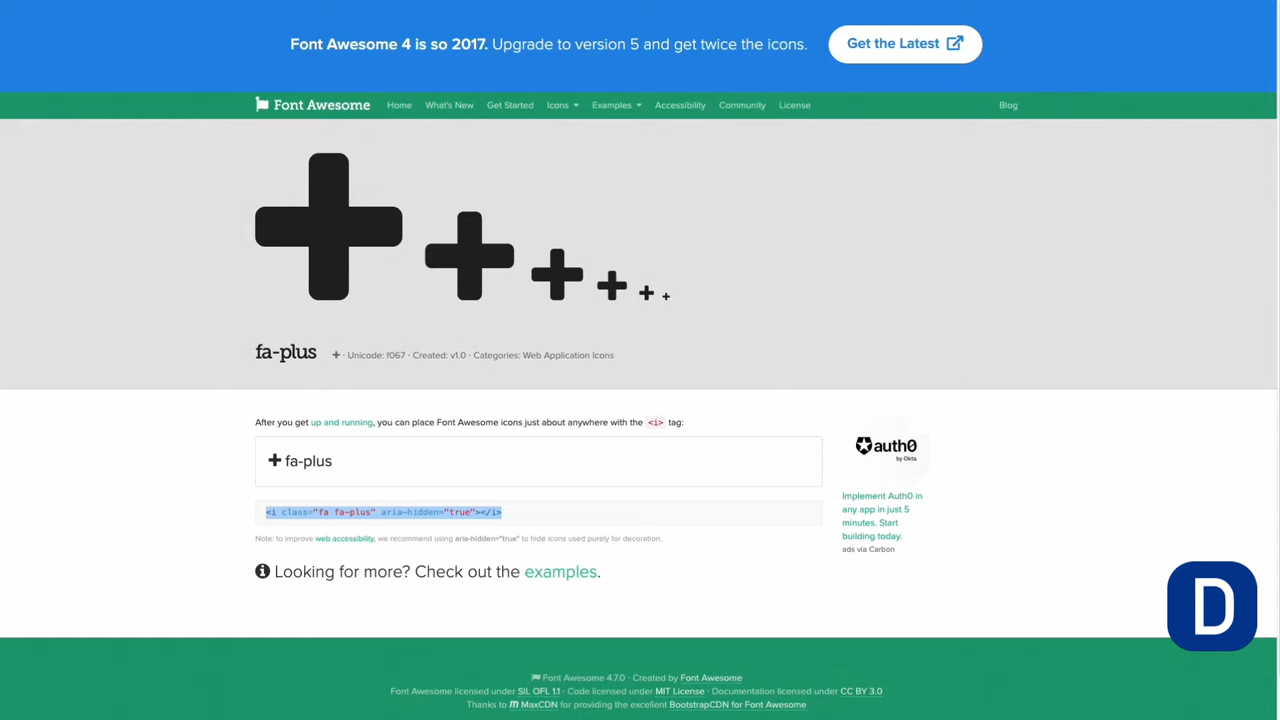 Font Awesome 4 is so 2017. Upgrade to version 5 and get twice the icons. Get the Latest
Font Awesome Home What's New Get Started Icons Examples Accessibility Community License Blog
fa-plus · Unicode: f067 · Created: v1.0 · Categories: Web Application Icons
After you get up and running, you can place Font Awesome icons just about anywhere with the <i> tag:
fa-plus
<i class="fa fa-plus" aria-hidden="true"></i>
Note: to improve web accessibility, we recommend using aria-hidden="true" to hide icons used purely for decoration.
Looking for more? Check out the examples.
auth0
by Okta
Implement Auth0 in
any app in just 5
minutes. Start
building today.
ads via Carbon
D
Font Awesome 4.7.0 · Created by Font Awesome
Font Awesome licensed under SIL OFL 1.1 · Code licensed under MIT License · Documentation licensed under CC BY 3.0
Thanks to MaxCDN for providing the excellent BootstrapCDN for Font Awesome